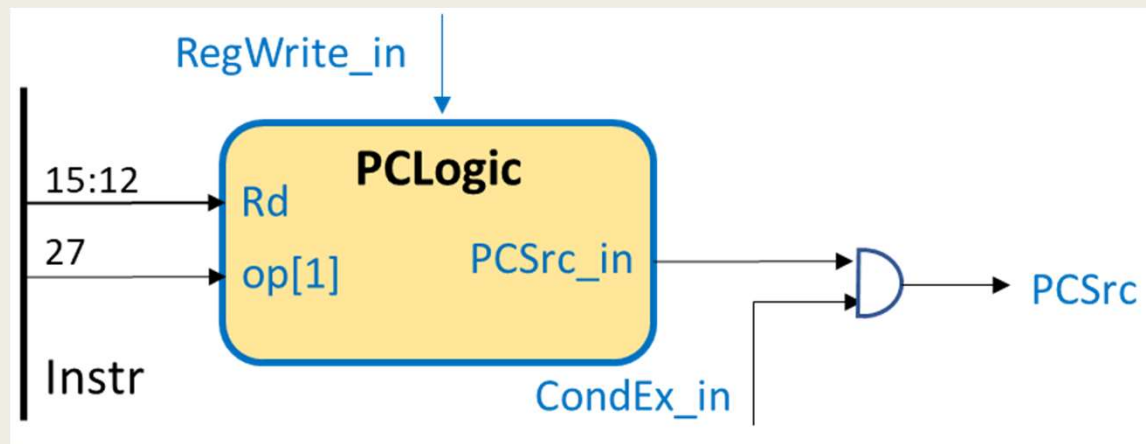 RegWrite_in
PCLogic
15:12
Rd
27
op[1]
PCSrc_in
PCSrc
Instr
CondEx_in